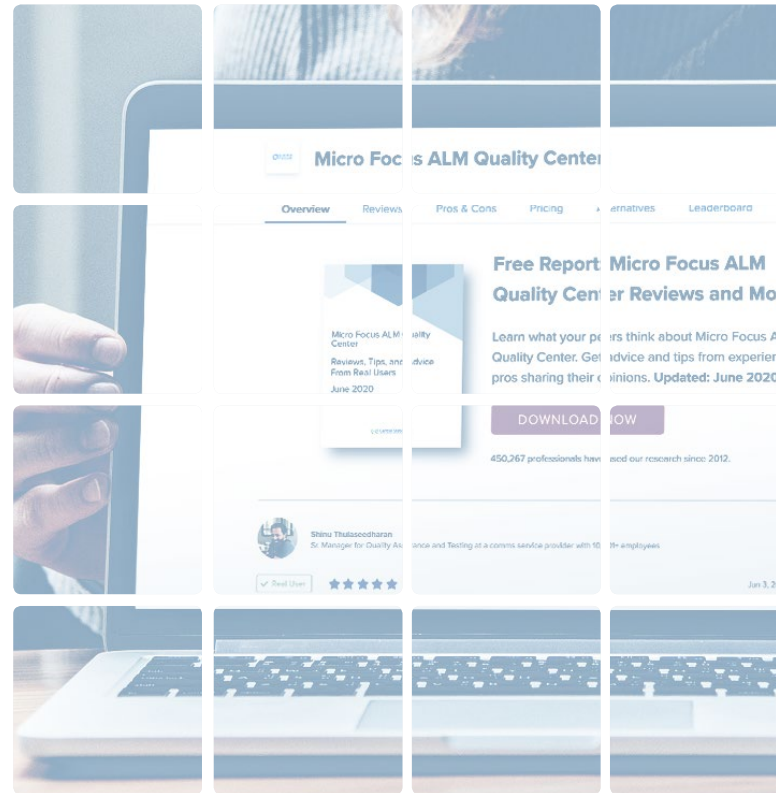 Micro Focus ALM Quality Center
Overview Reviews Pros & Cons Pricing ernatives Leaderboard
Free Report: Micro Focus ALM
Quality Center Reviews and Mo
Micro Focus ALM Quality
Center
Reviews, Tips, and Advice
From Real Users
June 2020
Learn what your peers think about Micro Focus A
Quality Center. Get advice and tips from experien
pros sharing their opinions. Updated: June 2020
DOWNLOAD NOW
450,267 professionals have used our research since 2012.
Shinu Thulaseedharan
Sr. Manager for Quality Assurance and Testing at a comms service provider with employees
Real User
Jun 3, 2